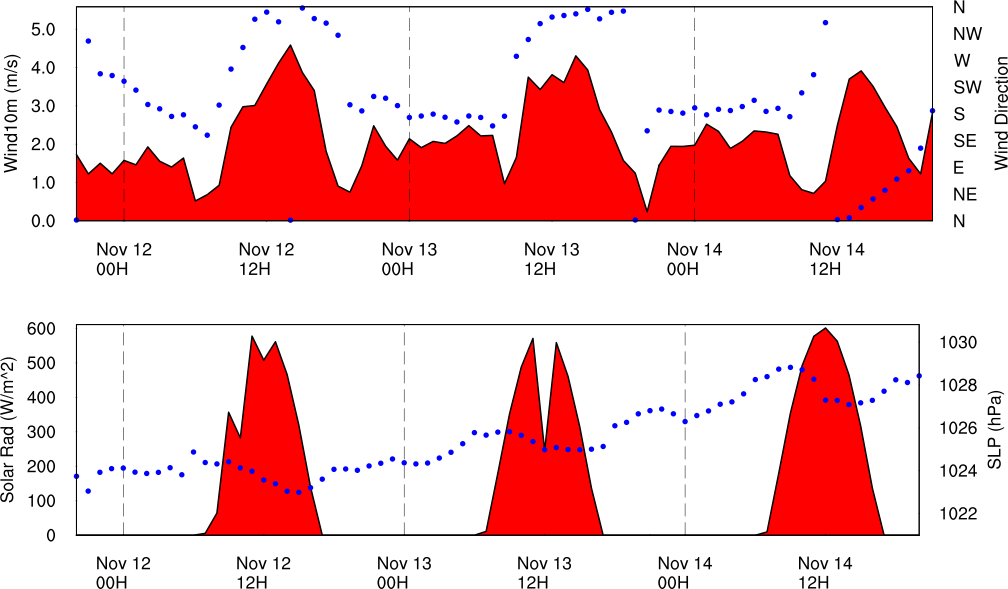 Wind10m (m/s)
5.0
4.0
3.0
2.0
1.0
0.0
N
NW
W
SW
S
SE
E
NE
N
Wind Direction
Nov 12 Nov 12 Nov 13 Nov 13 Nov 14 Nov 14
00H 12H 00H 12H 00H 12H
Solar Rad (W/m^2)
600
500
400
300
200
100
0
1030
1028
1026
1024
1022
SLP (hPa)
Nov 12 Nov 12 Nov 13 Nov 13 Nov 14 Nov 14
00H 12H 00H 12H 00H 12H